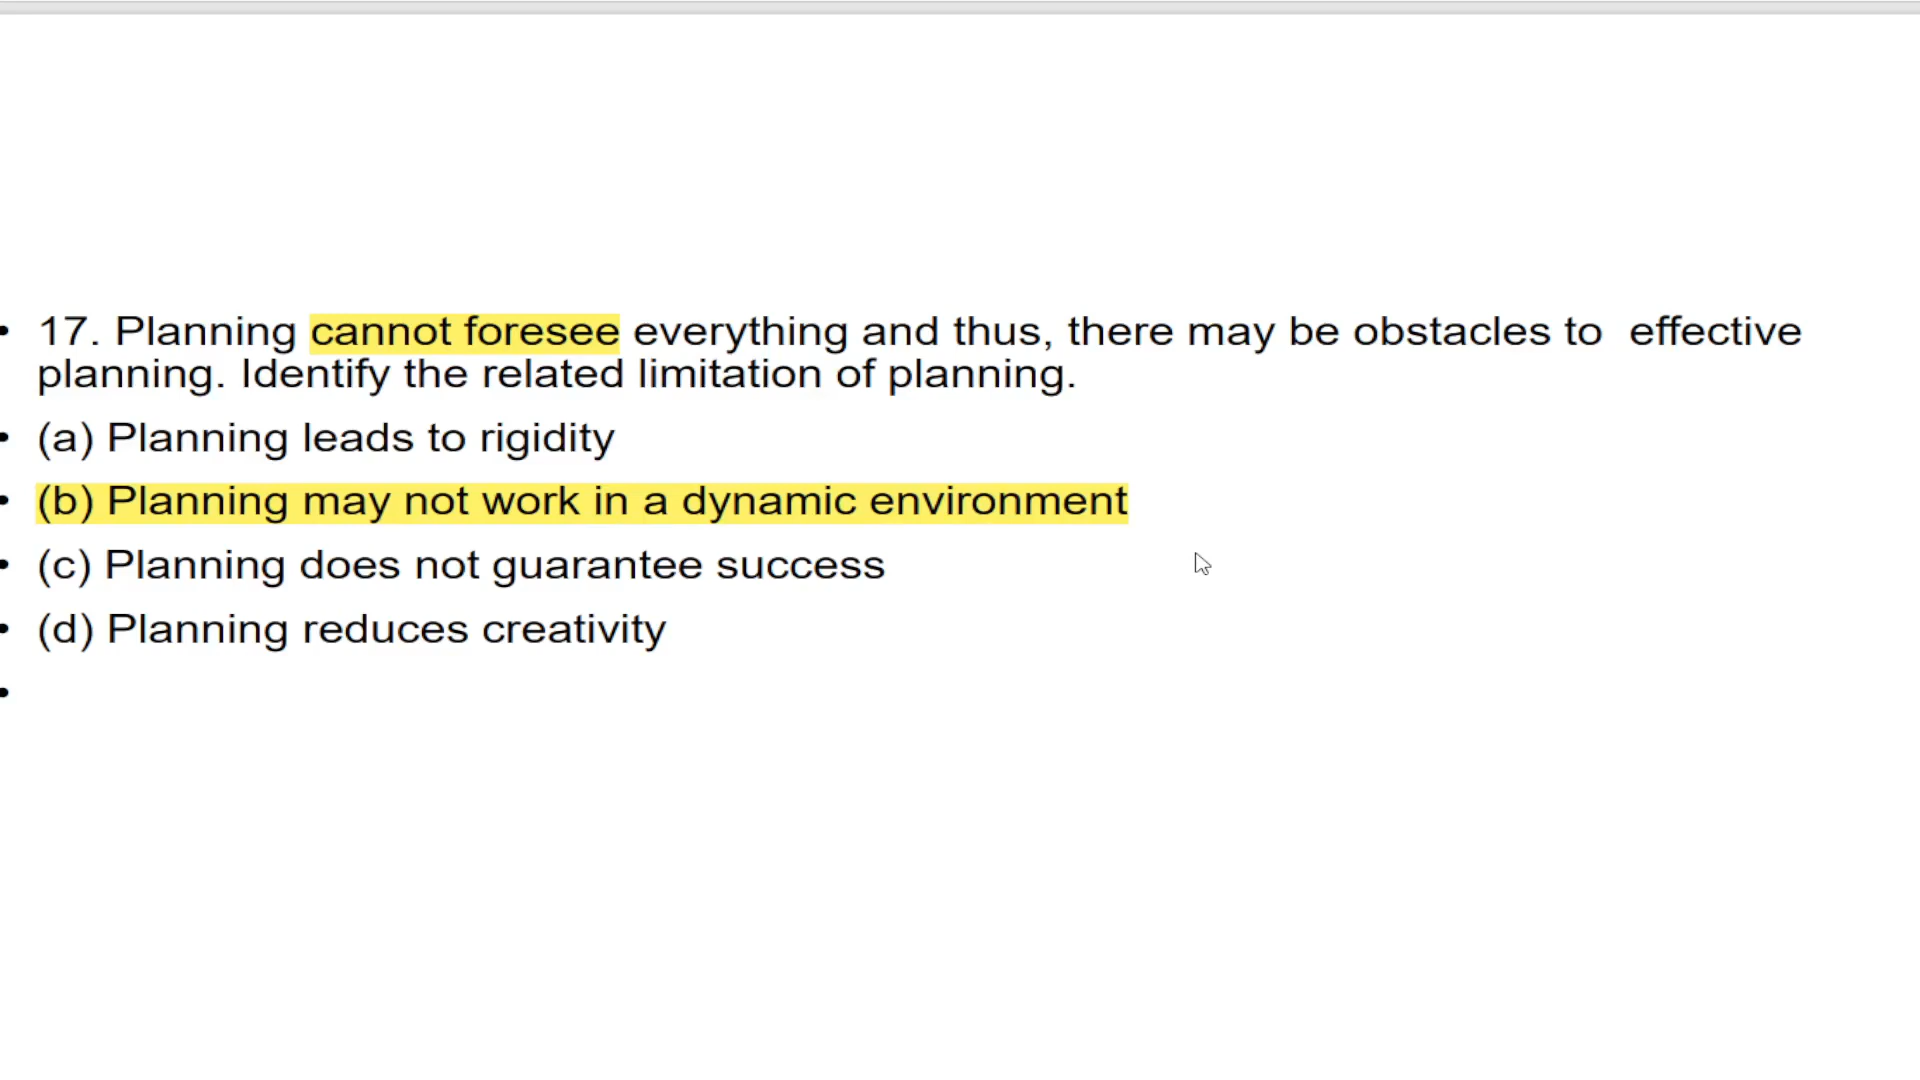 • 17. Planning cannot foresee everything and thus, there may be obstacles to effective
planning. Identify the related limitation of planning.
• (a) Planning leads to rigidity
• (b) Planning may not work in a dynamic environment
• (c) Planning does not guarantee success
• (d) Planning reduces creativity
•